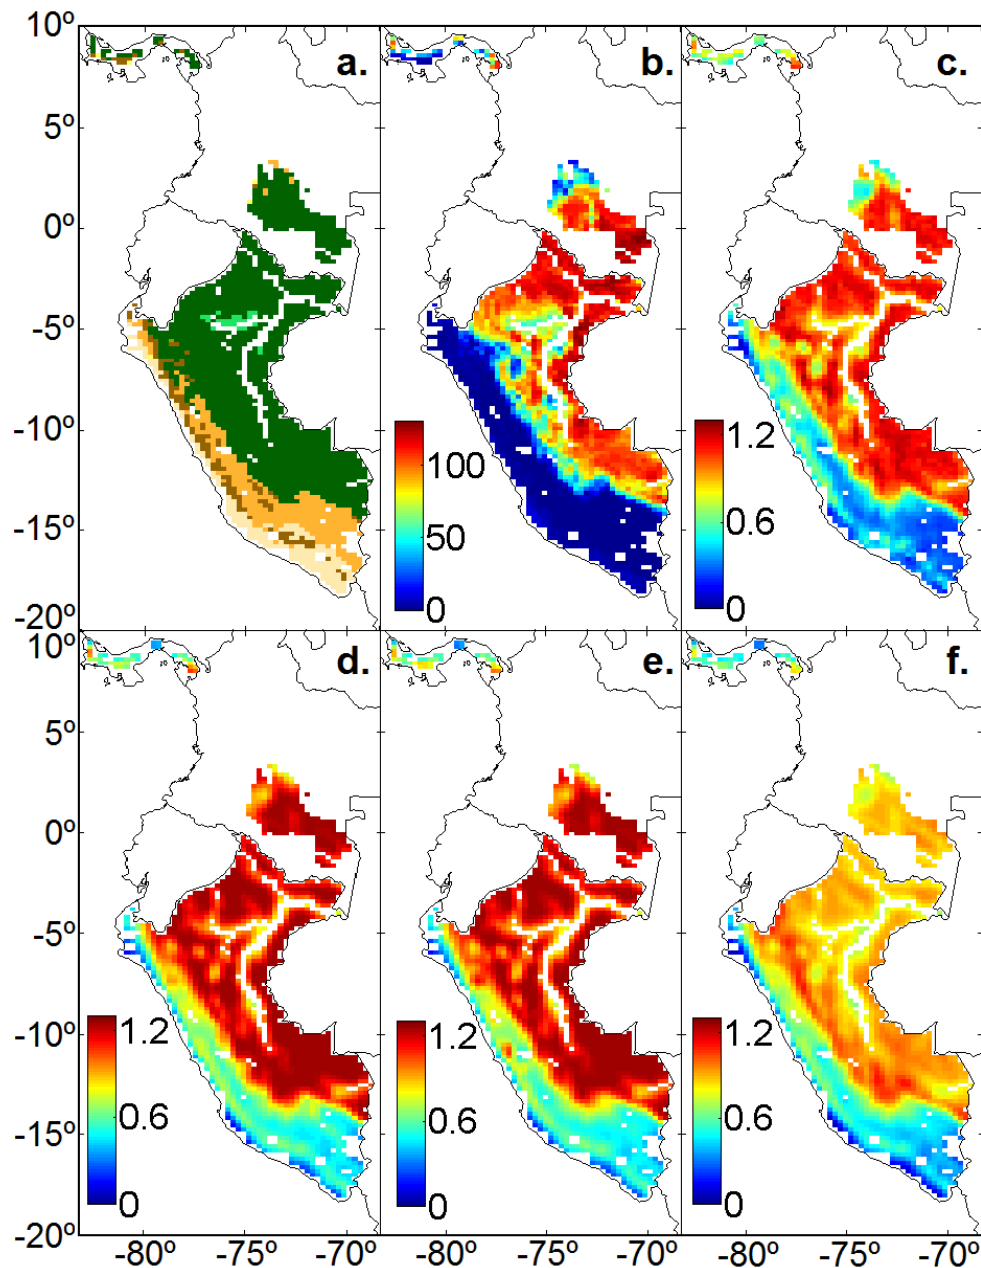 10º a. b. c.
5º
0º
-5º
-10º
100 1.2
50 0.6
-15º
0 0
-20º
10º d. e. f.
5º
0º
-5º
-10º 1.2 1.2 1.2
0.6 0.6 0.6
-15º
0 0 0
-20º
-80º -75º -70º -80º -75º -70º -80º -75º -70º